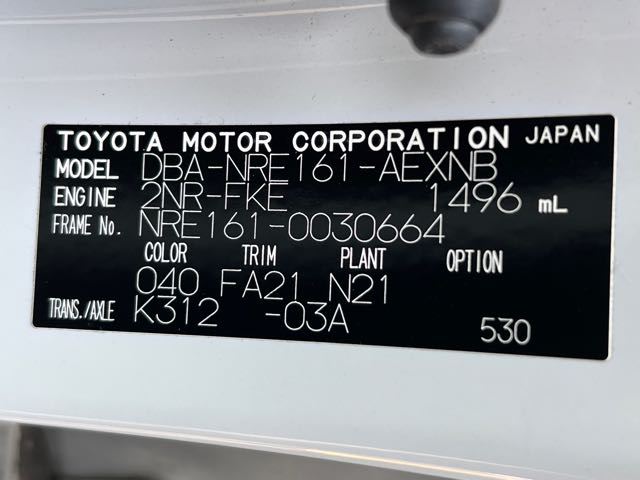 TOYOTA MOTOR CORPORATION JAPAN
MODEL DBA-NRE161-AEXNB
ENGINE 2NR-FKE 1496 mL
FRAME No. NRE161-0030664
COLOR TRIM PLANT OPTION
040 FA21 N21
TRANS./AXLE K312 -03A
530